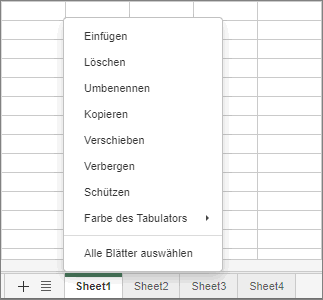 Einfügen
Löschen
Umbenennen
Kopieren
Verschieben
Verbergen
Schützen
Farbe des Tabulators
Alle Blätter auswählen
Sheet1 Sheet2 Sheet3 Sheet4